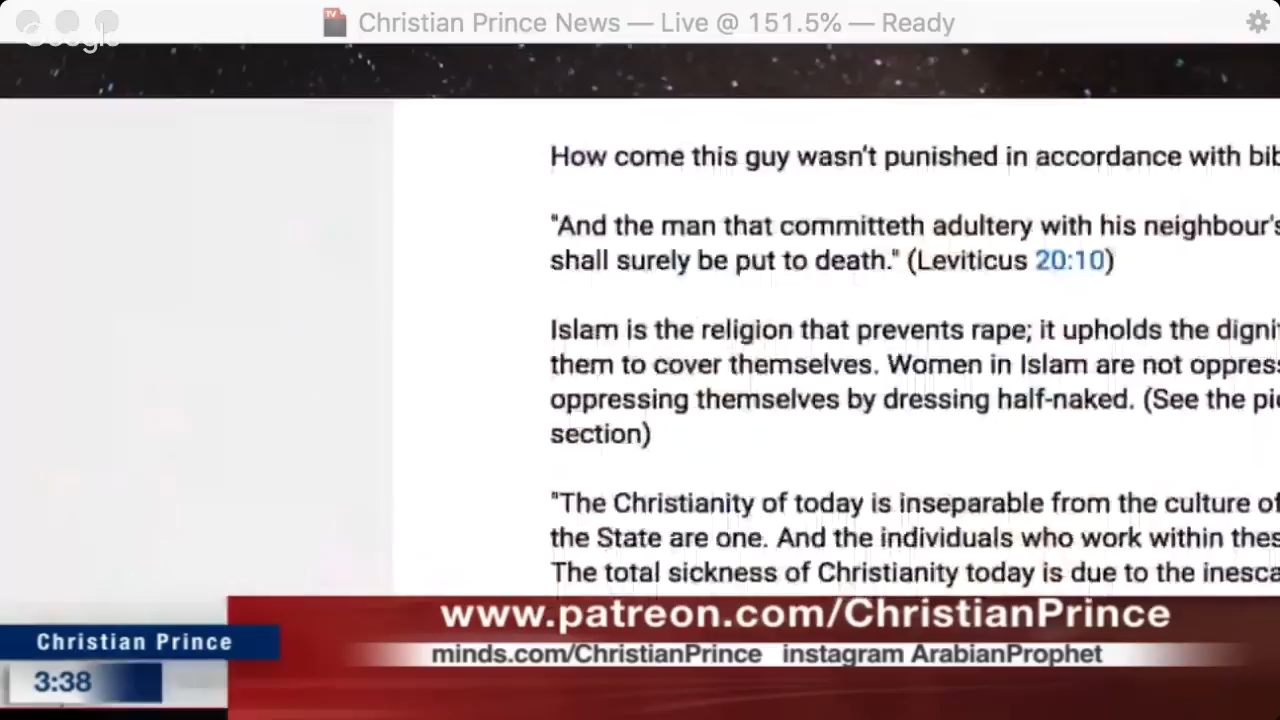 TV
Christian Prince News — Live @ 151.5% — Ready
Google
How come this guy wasn't punished in accordance with bib
"And the man that committeth adultery with his neighbour's
shall surely be put to death." (Leviticus 20:10)
Islam is the religion that prevents rape; it upholds the digni
them to cover themselves. Women in Islam are not oppres
oppressing themselves by dressing half-naked. (See the pi
section)
"The Christianity of today is inseparable from the culture of
the State are one. And the individuals who work within thes
The total sickness of Christianity today is due to the inesca
www.patreon.com/ChristianPrince
Christian Prince
minds.com/ChristianPrince instagram ArabianProphet
3:38